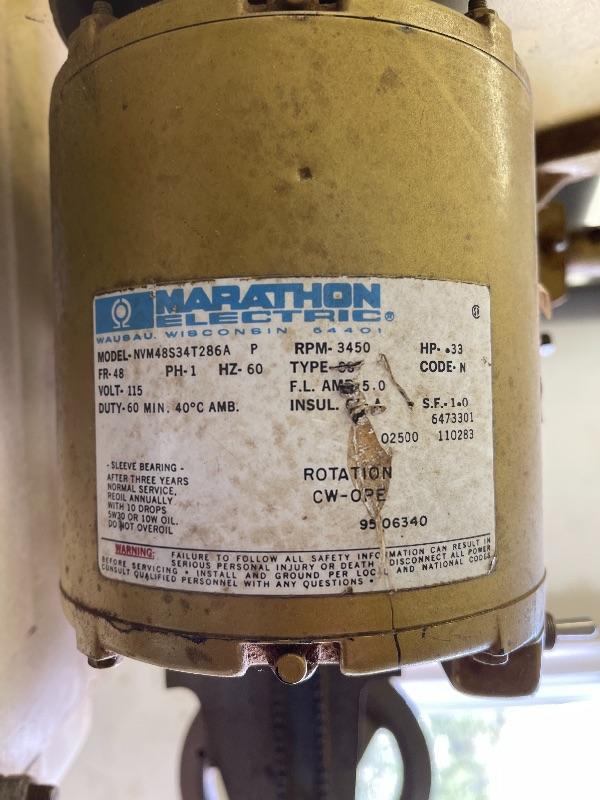 MARATHON
ELECTRIC®
WAUSAU, WISCONSIN 54401
MODEL-NVM48S34T286A P RPM-3450 HP-.33
FR-48 PH-1 HZ-60 TYPE- CODE-N
VOLT-115 F.L. AMP 5.0
DUTY-60 MIN. 40°C AMB. INSUL. A S.F.-1.0
6473301
02500 110283
- SLEEVE BEARING -
AFTER THREE YEARS
NORMAL SERVICE,
REOIL ANNUALLY
WITH 10 DROPS
5W20 OR 10W OIL.
DO NOT OVEROIL
ROTATION
CW-OPE
9506340
WARNING: FAILURE TO FOLLOW ALL SAFETY INFORMATION CAN RESULT IN
SERIOUS PERSONAL INJURY OR DEATH DISCONNECT ALL POWER
BEFORE SERVICING • INSTALL AND GROUND PER LOCAL AND NATIONAL CODES
CONSULT QUALIFIED PERSONNEL WITH ANY QUESTIONS •